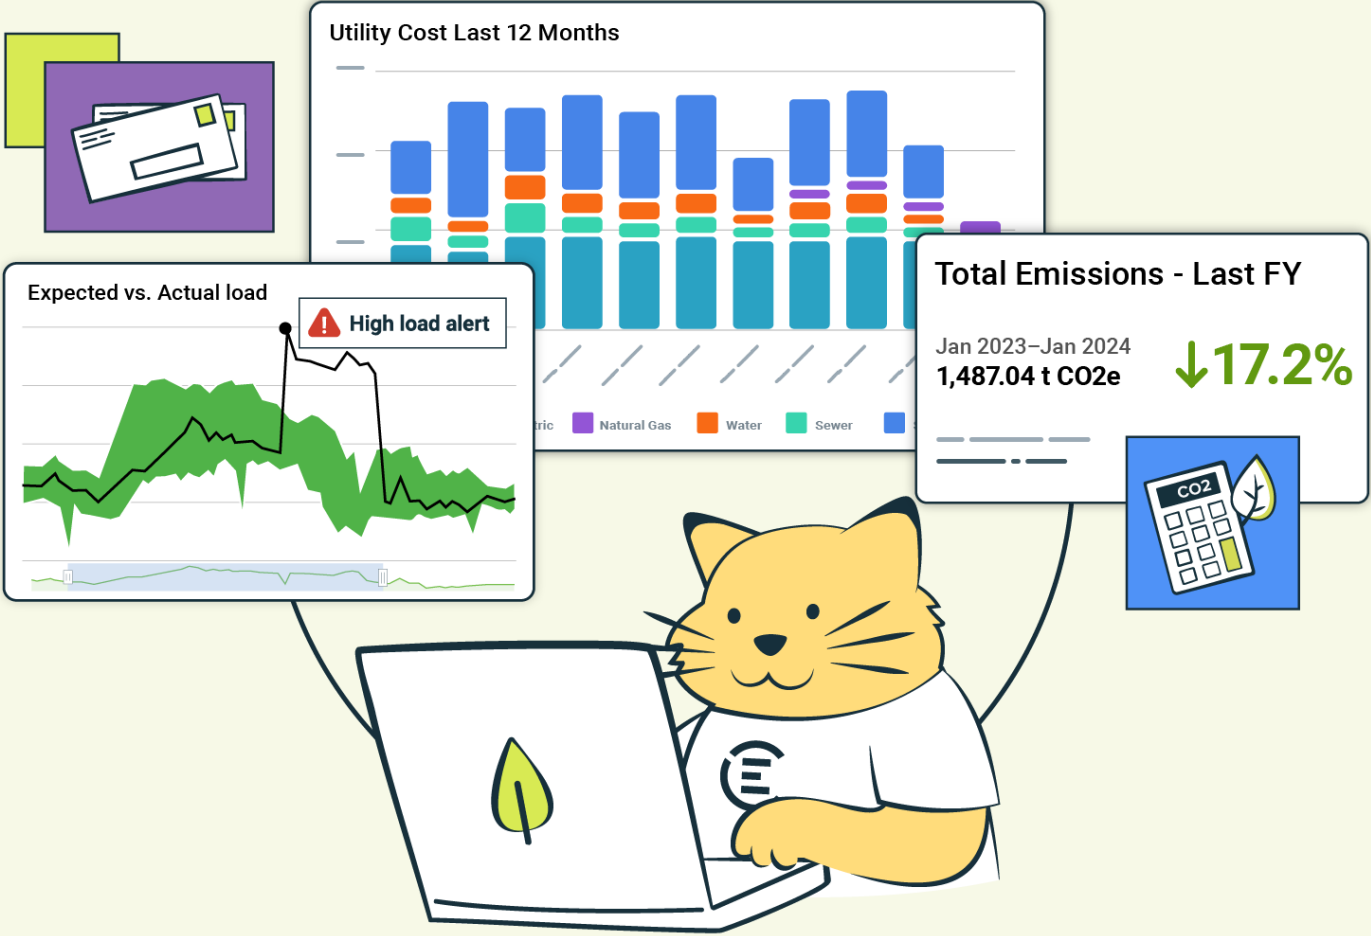 Utility Cost Last 12 Months
Expected vs. Actual load
High load alert
Total Emissions - Last FY
Jan 2023–Jan 2024
1,487.04 t CO2e
↓17.2%
tric
Natural Gas
Water
Sewer
CO2
E